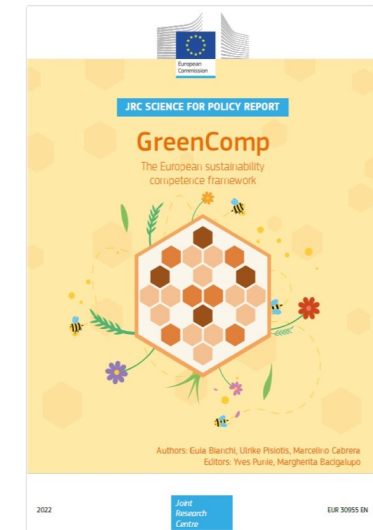 European
Commission
JRC SCIENCE FOR POLICY REPORT
GreenComp
The European sustainability
competence framework
Authors: Guia Bianchi, Ulrike Pisiotis, Marcelino Cabrera
Editors: Yves Punie, Margherita Bacigalupo
2022
Joint
Research
Centre
EUR 30955 EN